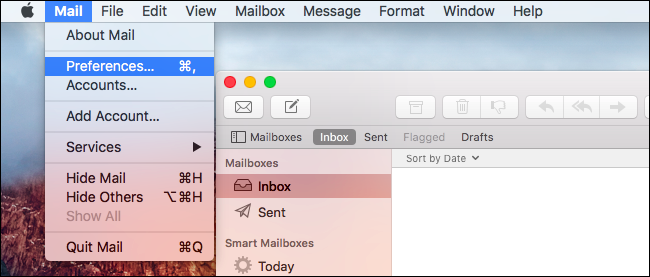 Mail File Edit View Mailbox Message Format Window Help
About Mail
Preferences... ⌘,
Accounts...
Add Account...
Services ▶
Hide Mail ⌘H
Hide Others ⌥⌘H
Show All
Quit Mail ⌘Q
Mailboxes Inbox Sent Flagged Drafts
Mailboxes
Sort by Date
Inbox
Sent
Smart Mailboxes
Today